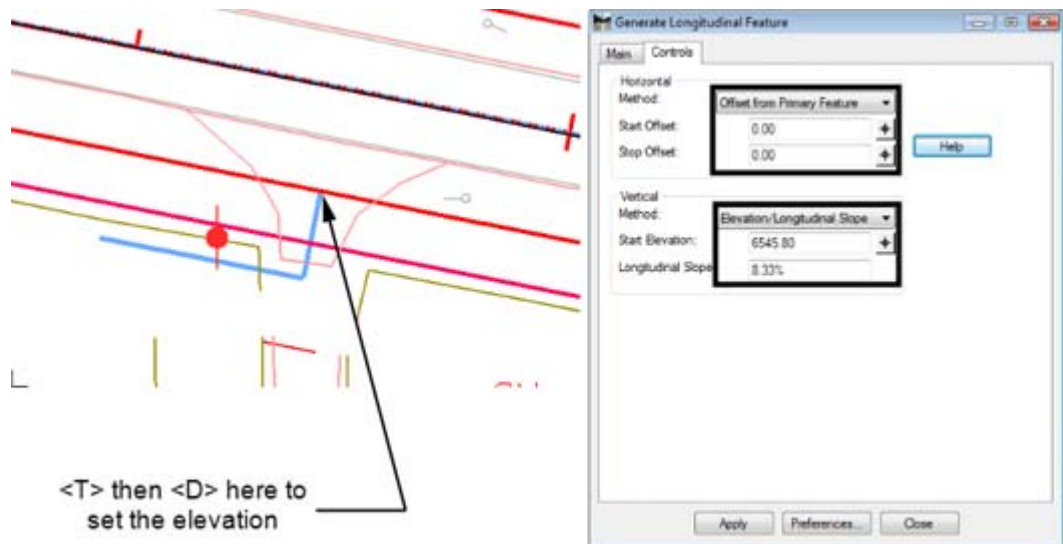 <T> then <D> here to
set the elevation
Generate Longitudinal Feature
Main
Controls
Horizontal
Method:
Offset from Primary Feature
Start Offset:
0.00
Stop Offset:
0.00
Help
Vertical
Method:
Elevation/Longitudinal Slope
Start Elevation:
6545.80
Longitudinal Slope
8.33%
Apply
Preferences...
Close